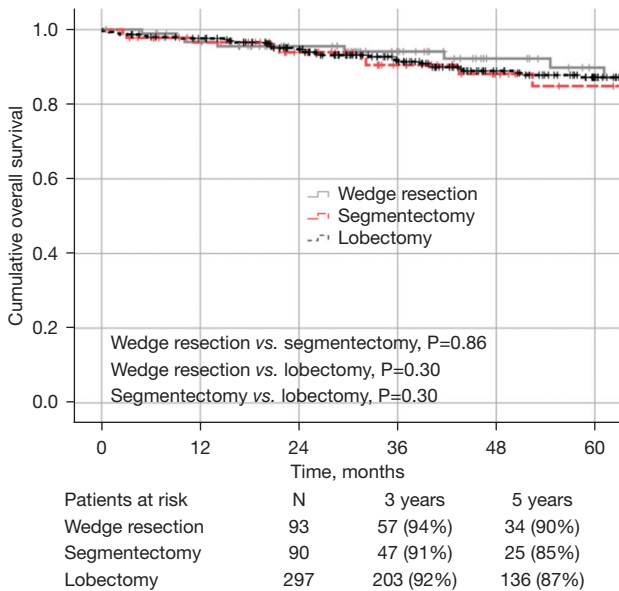 Cumulative overall survival
1.0
0.8
0.6
0.4
0.2
0.0
Wedge resection
Segmentectomy
Lobectomy
Wedge resection vs. segmentectomy, P=0.86
Wedge resection vs. lobectomy, P=0.30
Segmentectomy vs. lobectomy, P=0.30
0 12 24 36 48 60
Time, months
Patients at risk N 3 years 5 years
Wedge resection 93 57 (94%) 34 (90%)
Segmentectomy 90 47 (91%) 25 (85%)
Lobectomy 297 203 (92%) 136 (87%)